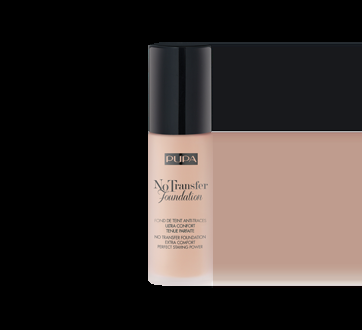 PUPA
No Transfer
Foundation
FOND DE TEINT ANTI-TRACES
ULTRA CONFORT
TENUE PARFAITE
NO TRANSFER FOUNDATION
EXTRA COMFORT
PERFECT STAYING POWER